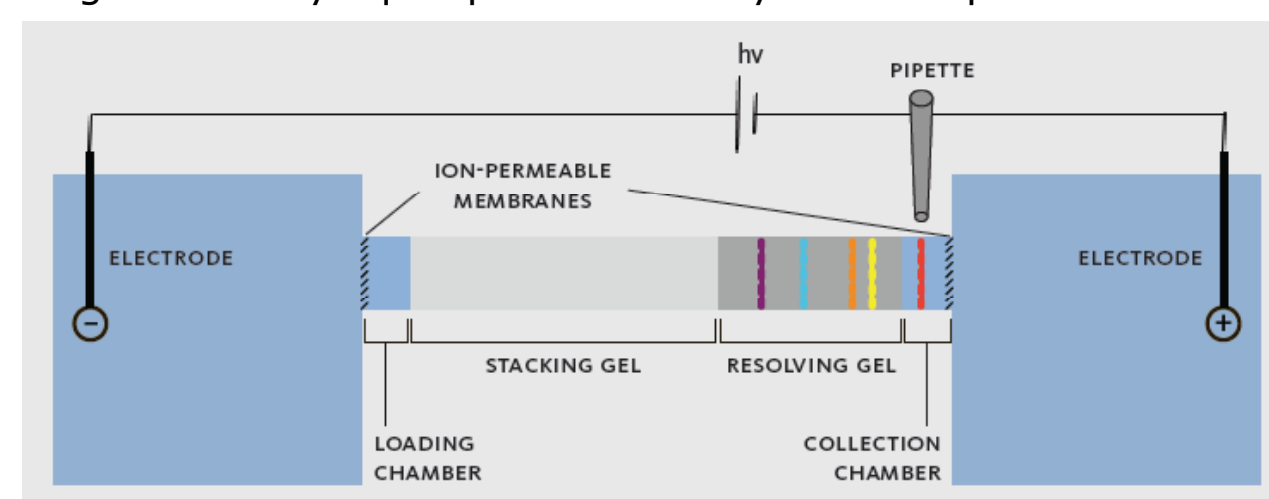 hv
PIPETTE
ION-PERMEABLE
MEMBRANES
ELECTRODE
ELECTRODE
−
+
STACKING GEL
RESOLVING GEL
LOADING
CHAMBER
COLLECTION
CHAMBER